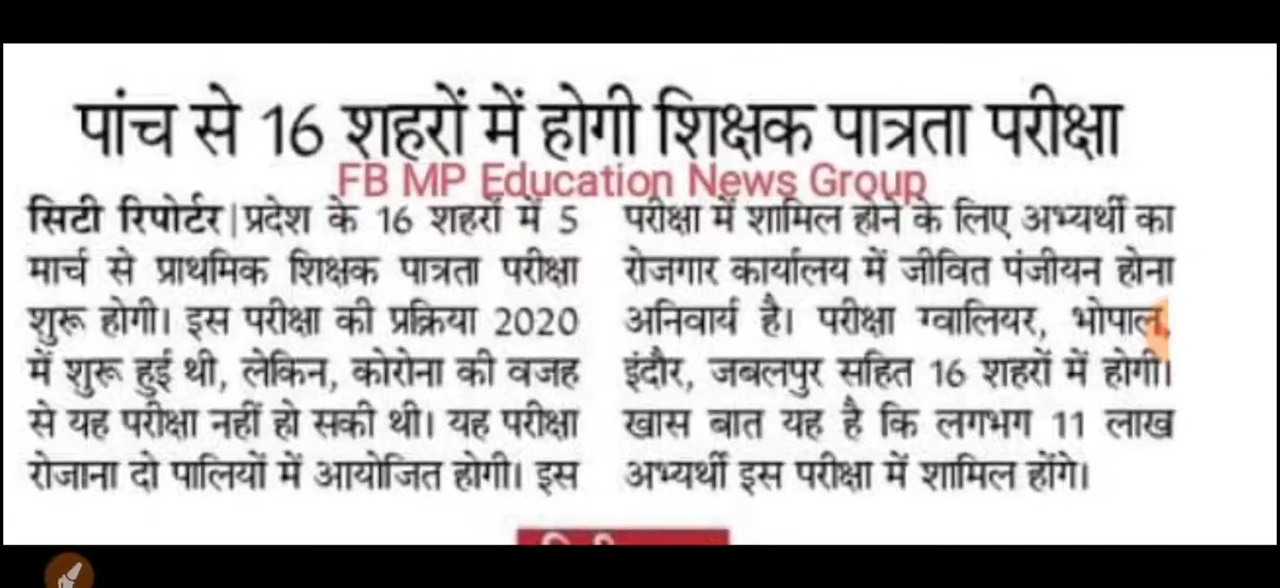 पांच से 16 शहरों में होगी शिक्षक पात्रता परीक्षा
FB MP Education News Group
सिटी रिपोर्टर|प्रदेश के 16 शहरों में 5
मार्च से प्राथमिक शिक्षक पात्रता परीक्षा
शुरू होगी। इस परीक्षा की प्रक्रिया 2020
में शुरू हुई थी, लेकिन, कोरोना की वजह
से यह परीक्षा नहीं हो सकी थी। यह परीक्षा
रोजाना दो पालियों में आयोजित होगी। इस
परीक्षा में शामिल होने के लिए अभ्यर्थी का
रोजगार कार्यालय में जीवित पंजीयन होना
अनिवार्य है। परीक्षा ग्वालियर, भोपाल,
इंदौर, जबलपुर सहित 16 शहरों में होगी।
खास बात यह है कि लगभग 11 लाख
अभ्यर्थी इस परीक्षा में शामिल होंगे।